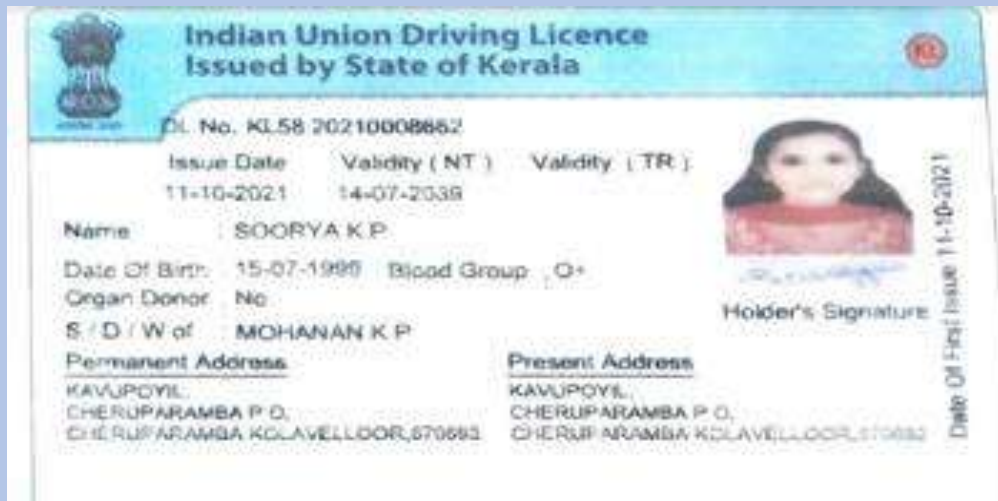 Indian Union Driving Licence
Issued by State of Kerala
KL
DL No. KL58 20210008662
Issue Date Validity ( NT ) Validity ( TR )
11-10-2021 14-07-2039
Name : SOORYA K P
Date Of Birth : Blood Group : O+
Organ Donor : No
S / D / W of : MOHANAN K P
Holder's Signature
Date Of First Issue 11-10-2021
Permanent Address
KAVUPOYIL,
CHERUPARAMBA P O,
CHERUPARAMBA KOLAVELLOOR,
Present Address
KAVUPOYIL,
CHERUPARAMBA P O,
CHERUPARAMBA KOLAVELLOOR,